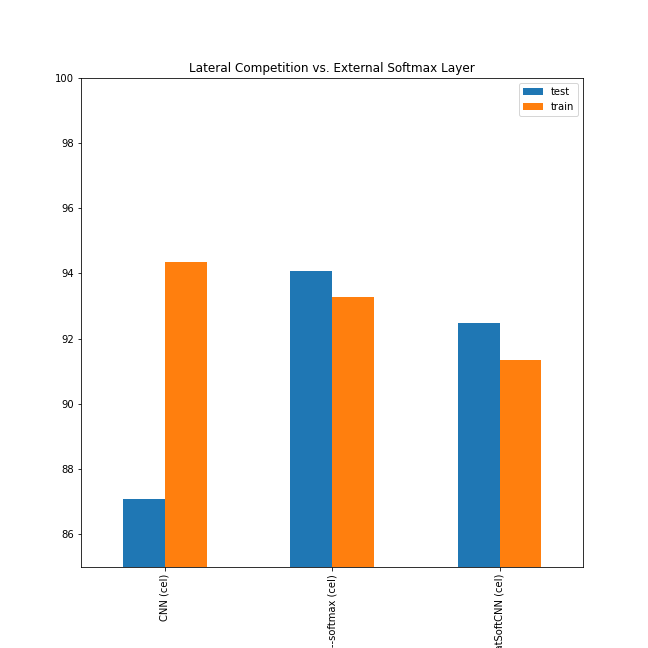 Lateral Competition vs. External Softmax Layer
100
98
96
94
92
90
88
86
test
train
CNN (cel)
--softmax (cel)
atSoftCNN (cel)